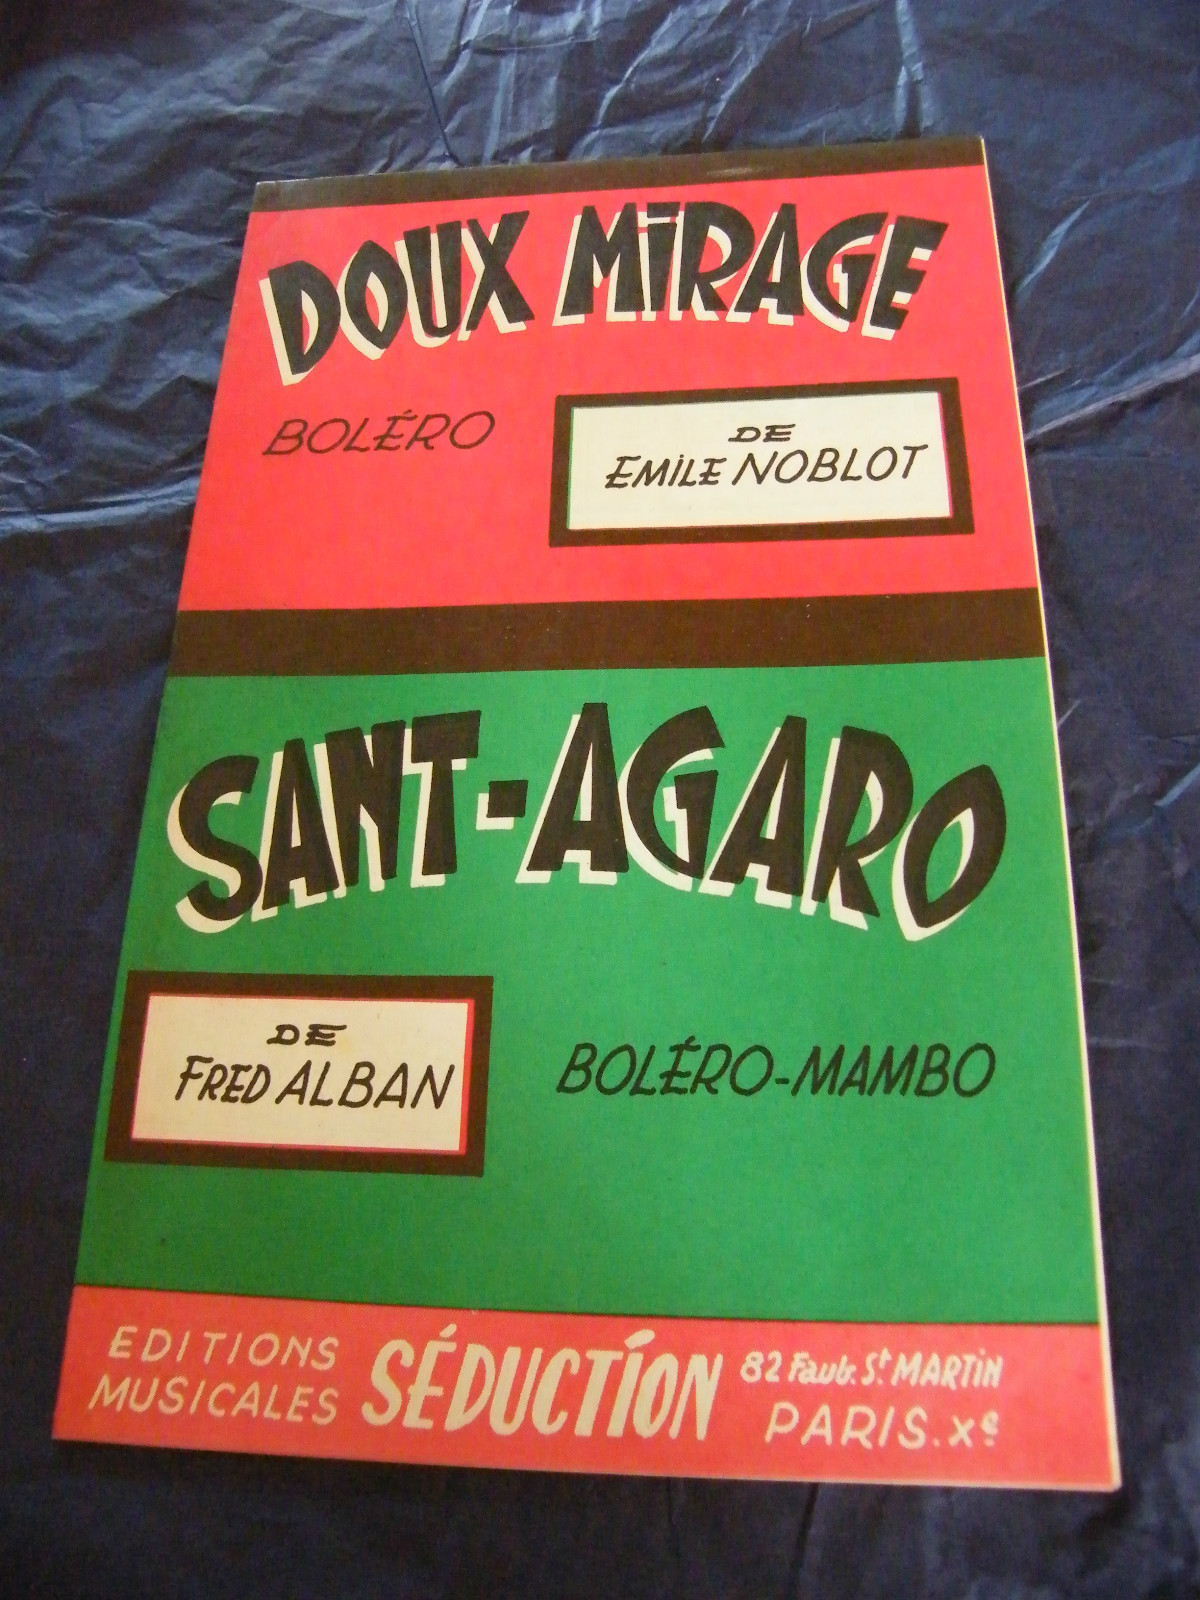 DOUX MiRAGE
BOLÉRO
DE
EMiLE NOBLOT
SANT-AGARO
DE
FRED ALBAN
BOLÉRO-MAMBO
EDITIONS
MUSICALES
SÉDUCTÍON
82 Faub. St. MARTiN
PARIS. Xe.